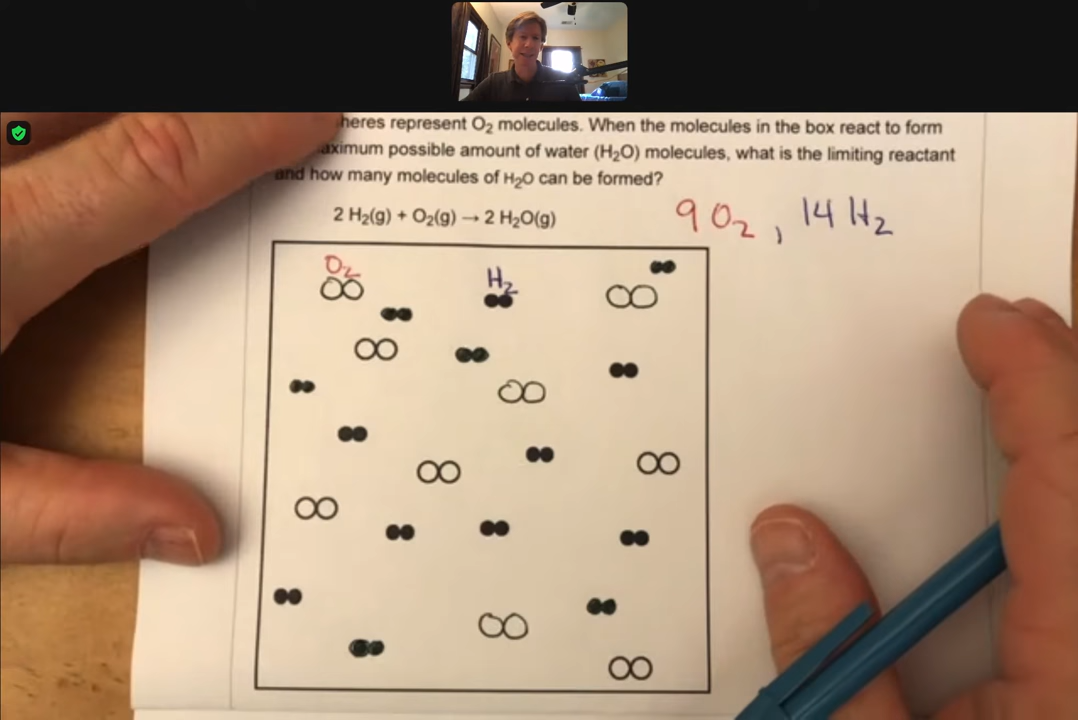 heres represent O₂ molecules. When the molecules in the box react to form
aximum possible amount of water (H₂O) molecules, what is the limiting reactant
and how many molecules of H₂O can be formed?
2 H₂(g) + O₂(g) → 2 H₂O(g)
9 O₂ , 14 H₂
O₂
H₂